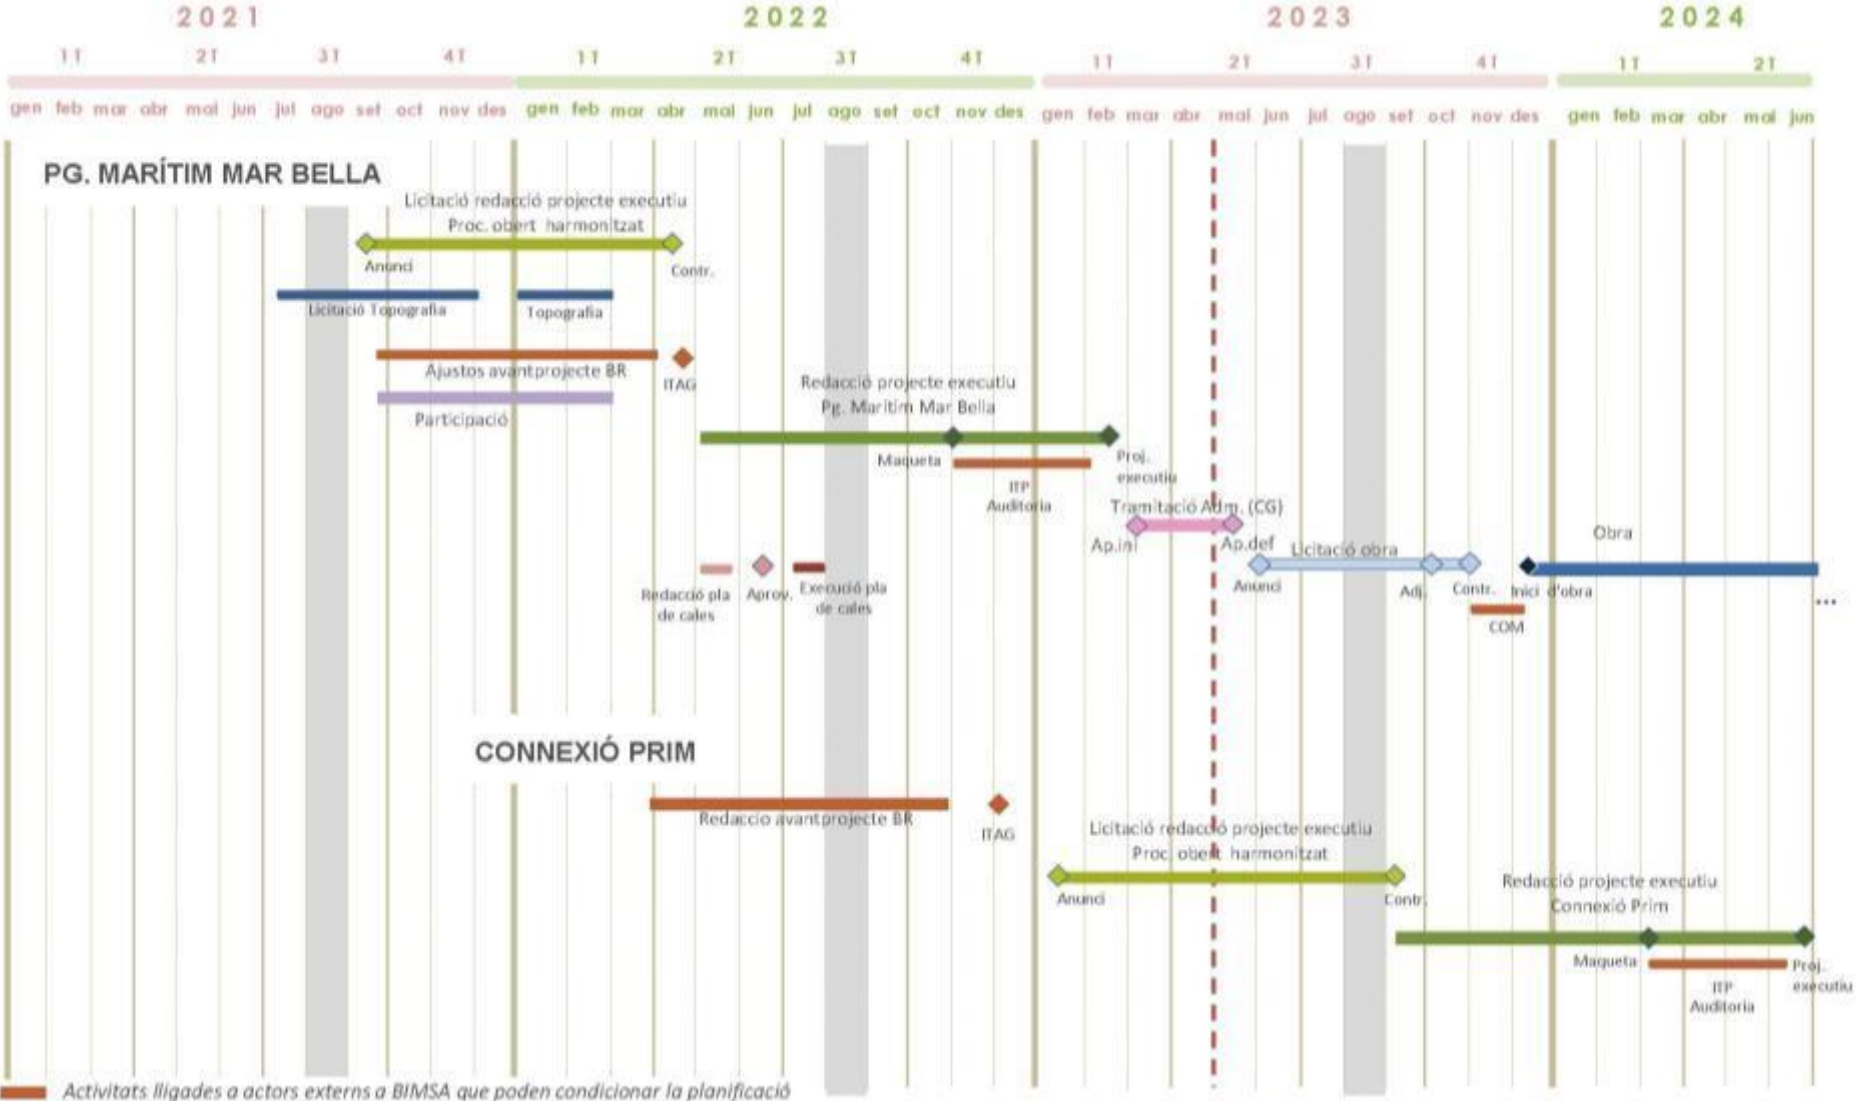 2021 2022 2023 2024
1T 2T 3T 4T 1T 2T 3T 4T 1T 2T 3T 4T 1T 2T
gen feb mar abr mai jun jul ago set oct nov des gen feb mar abr mai jun jul ago set oct nov des gen feb mar abr mai jun jul ago set oct nov des gen feb mar abr mai jun
PG. MARÍTIM MAR BELLA
Licitació redacció projecte executiu
Proc. obert harmonitzat
Anunci
Contr.
Licitació Topografia
Topografia
Ajustos avantprojecte BR
ITAG
Participació
Redacció projecte executiu
Pg. Marítim Mar Bella
Maqueta
Proj.
executiu
ITP
Auditoria
Tramitació Adm. (CG)
Ap.ini
Ap.def
Licitació obra
Obra
Anunci
Adj.
Contr.
Inici d'obra
...
COM
Redacció pla
de cales
Aprov.
Execució pla
de cales
CONNEXIÓ PRIM
Redaccio avantprojecte BR
ITAG
Licitació redacció projecte executiu
Proc. obert harmonitzat
Anunci
Contr.
Redacció projecte executiu
Connexió Prim
Maqueta
Proj.
executiu
ITP
Auditoria
Activitats lligades a actors externs a BIMSA que poden condicionar la planificació